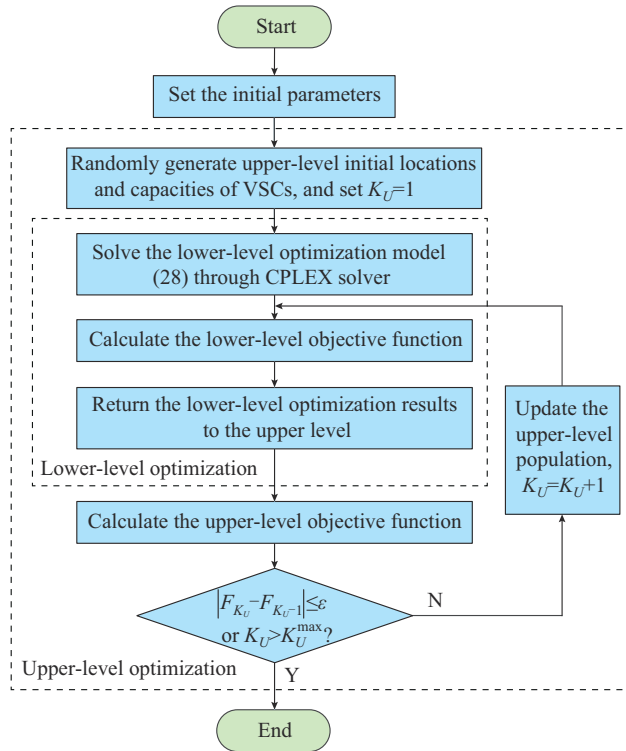 Start
Set the initial parameters
Randomly generate upper-level initial locations
and capacities of VSCs, and set K_U=1
Solve the lower-level optimization model
(28) through CPLEX solver
Calculate the lower-level objective function
Return the lower-level optimization results
to the upper level
Lower-level optimization
Update the
upper-level
population,
K_U=K_U+1
Calculate the upper-level objective function
|F_{K_U}−F_{K_U−1}|≤ε
or K_U>K_U^max?
N
Y
Upper-level optimization
End